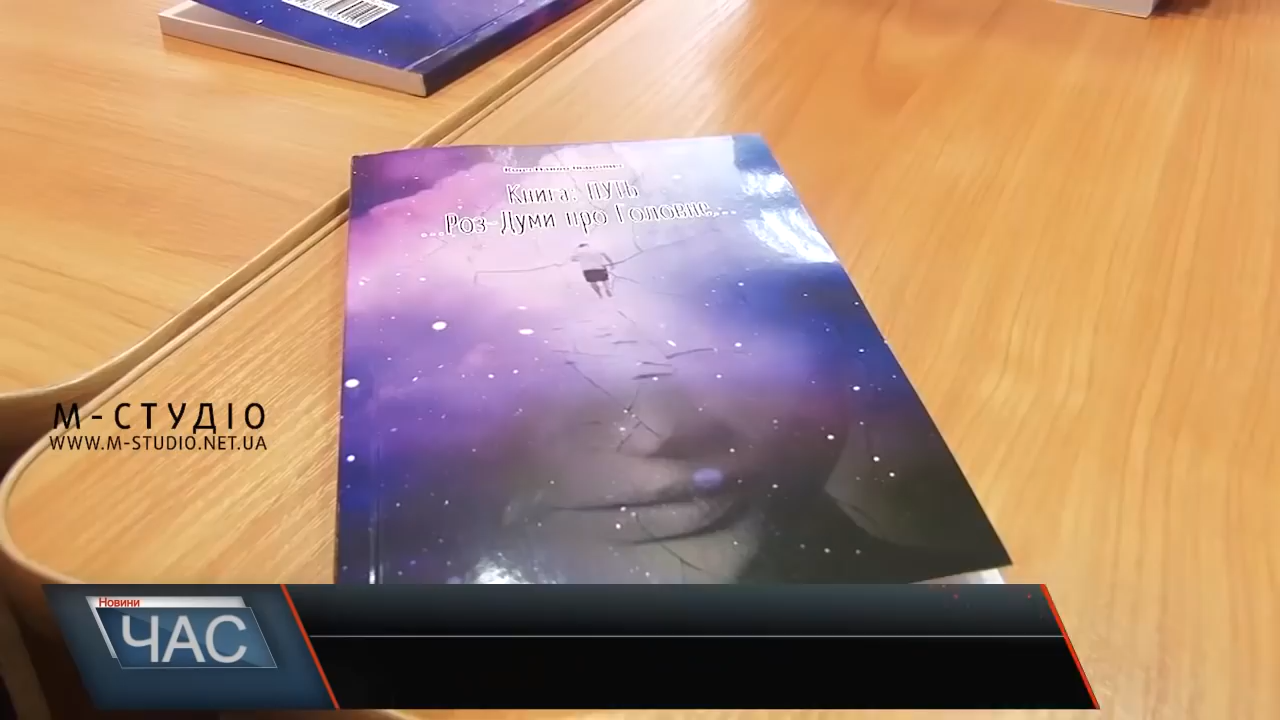 Книга: ПУТЬ
...Роз-Думи про Головне,...
М-СТУДІО
WWW.M-STUDIO.NET.UA
Новини
ЧАС